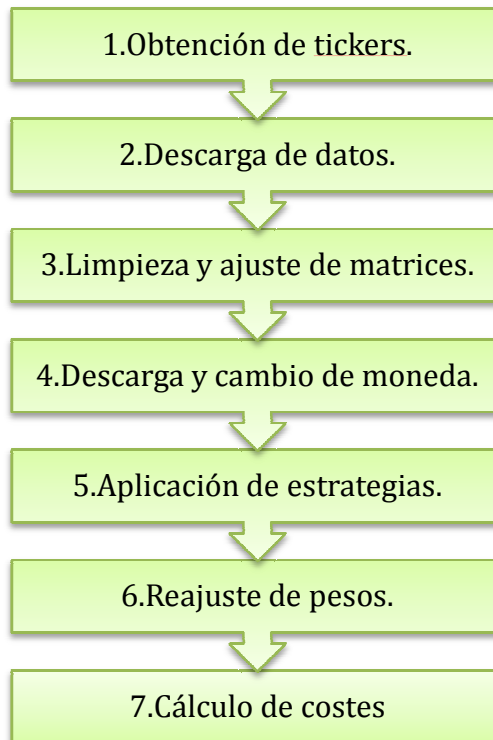 1.Obtención de tickers.
2.Descarga de datos.
3.Limpieza y ajuste de matrices.
4.Descarga y cambio de moneda.
5.Aplicación de estrategias.
6.Reajuste de pesos.
7.Cálculo de costes